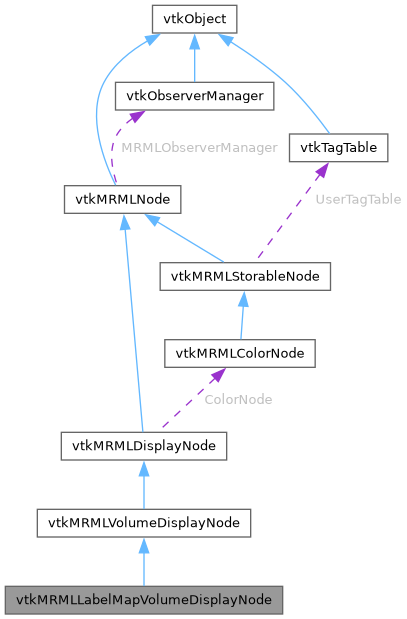 vtkObject
vtkObserverManager
MRMLObserverManager
vtkTagTable
vtkMRMLNode
UserTagTable
vtkMRMLStorableNode
vtkMRMLColorNode
ColorNode
vtkMRMLDisplayNode
vtkMRMLVolumeDisplayNode
vtkMRMLLabelMapVolumeDisplayNode